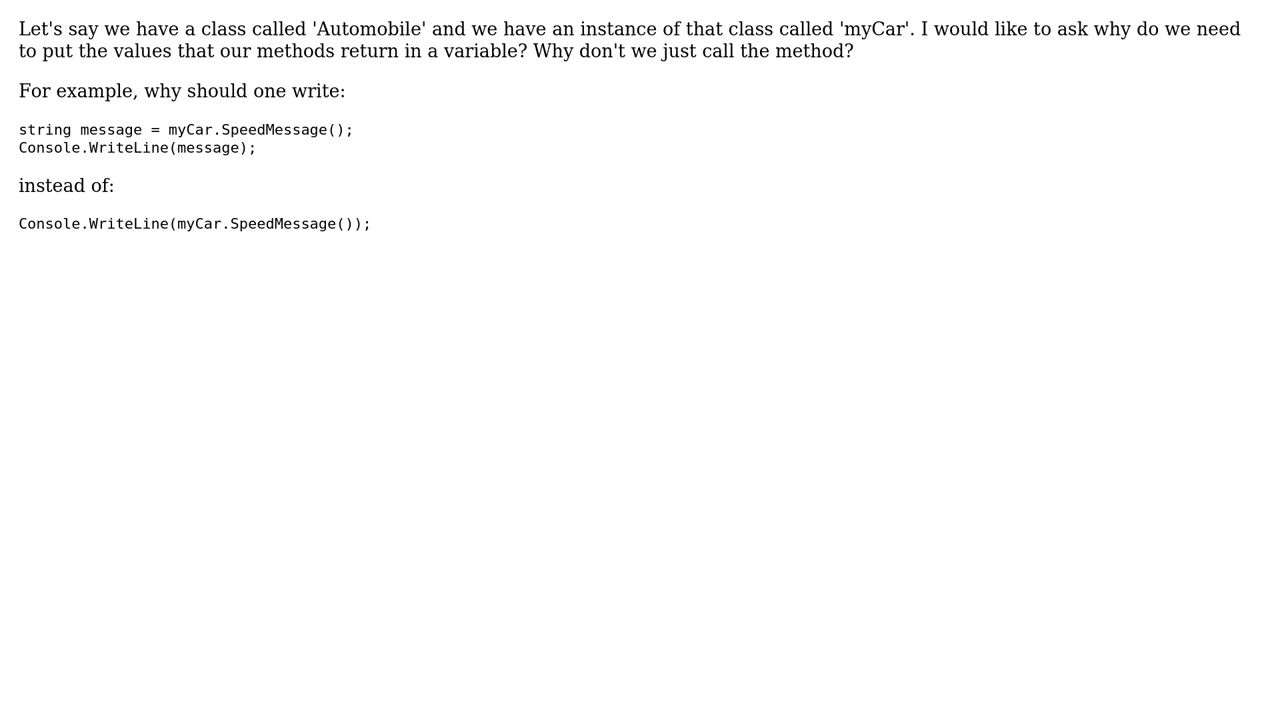 Let's say we have a class called 'Automobile' and we have an instance of that class called 'myCar'. I would like to ask why do we need
to put the values that our methods return in a variable? Why don't we just call the method?
For example, why should one write:
string message = myCar.SpeedMessage();
Console.WriteLine(message);
instead of:
Console.WriteLine(myCar.SpeedMessage());